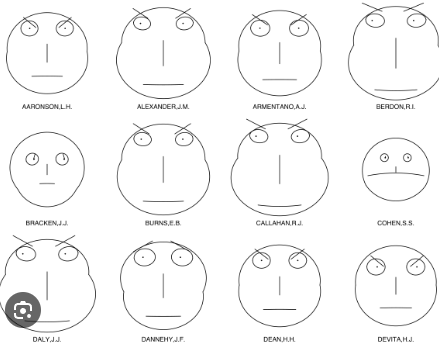 AARONSON,L.H.
ALEXANDER,J.M.
ARMENTANO,A.J.
BERDON,R.I.
BRACKEN,J.J.
BURNS,E.B.
CALLAHAN,R.J.
COHEN,S.S.
DALY,J.J.
DANNEHY,J.F.
DEAN,H.H.
DEVITA,H.J.